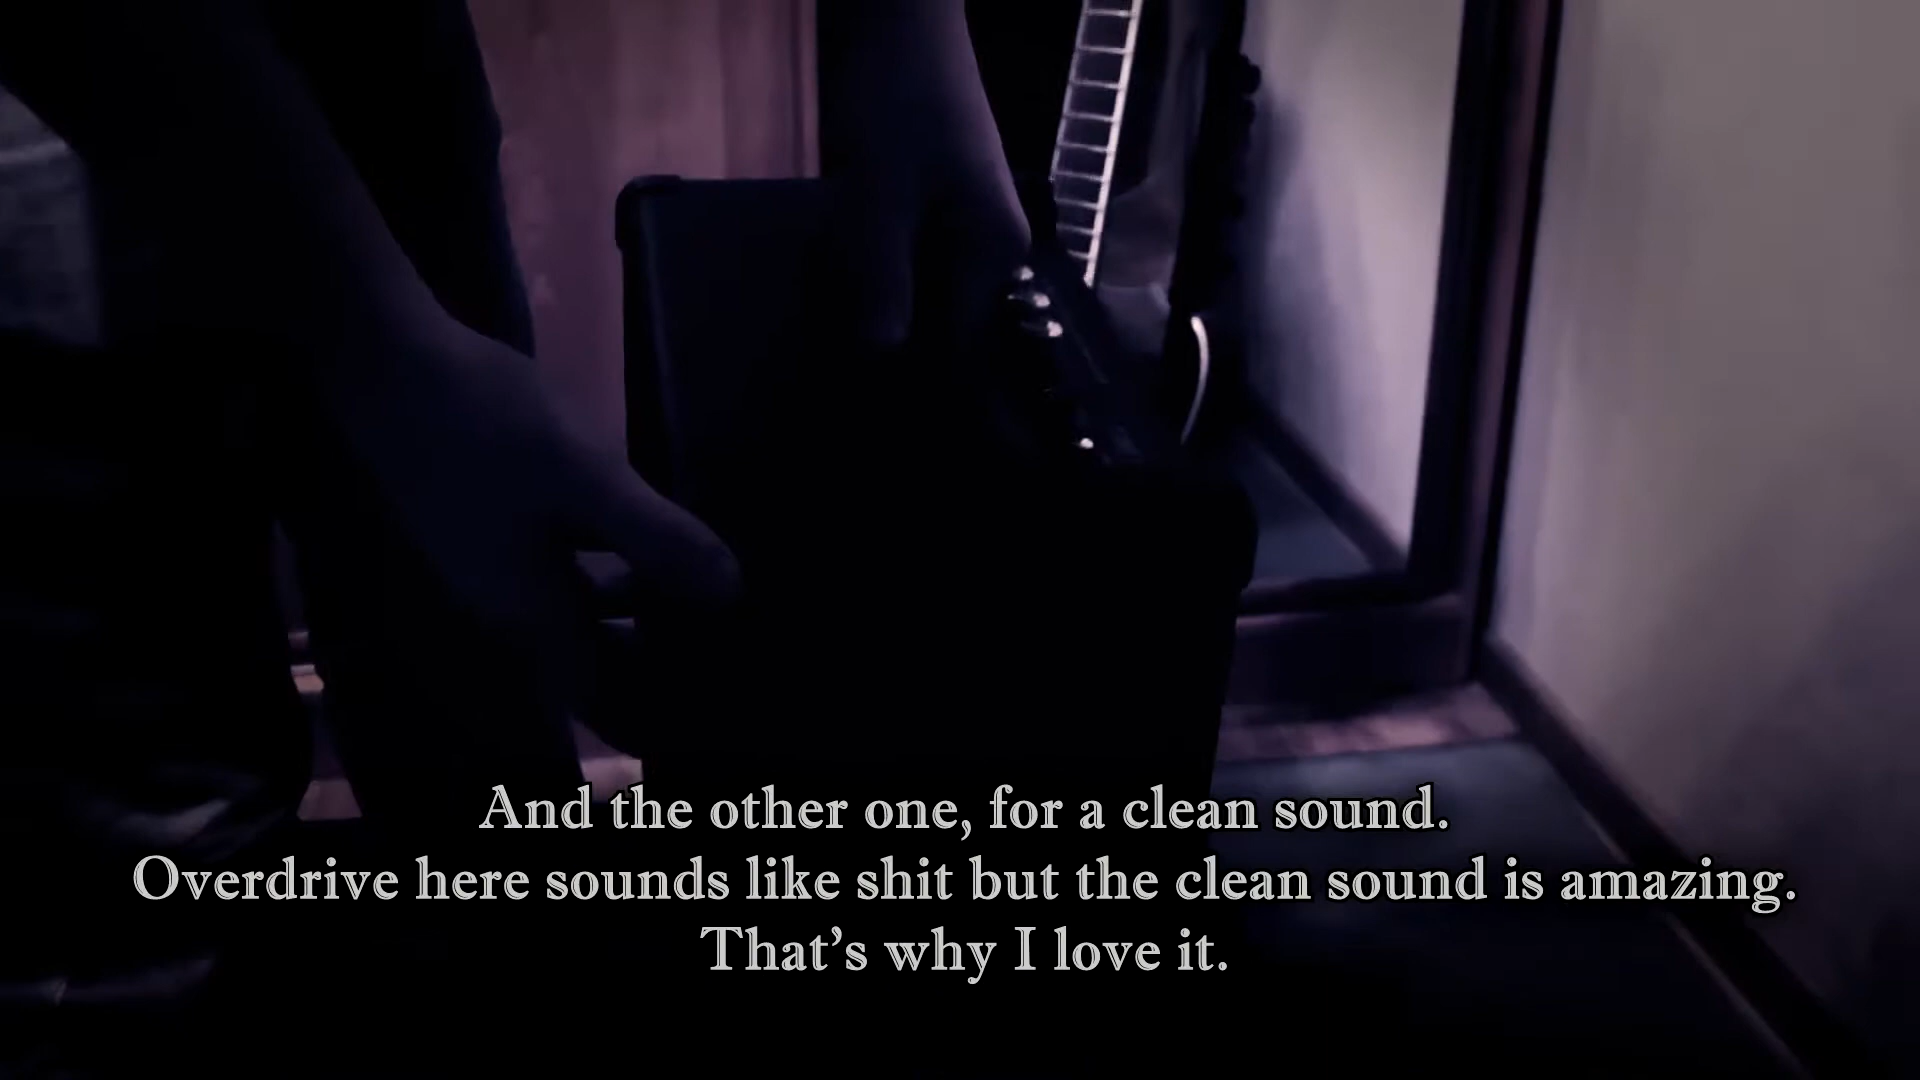 And the other one, for a clean sound.
Overdrive here sounds like shit but the clean sound is amazing.
That's why I love it.